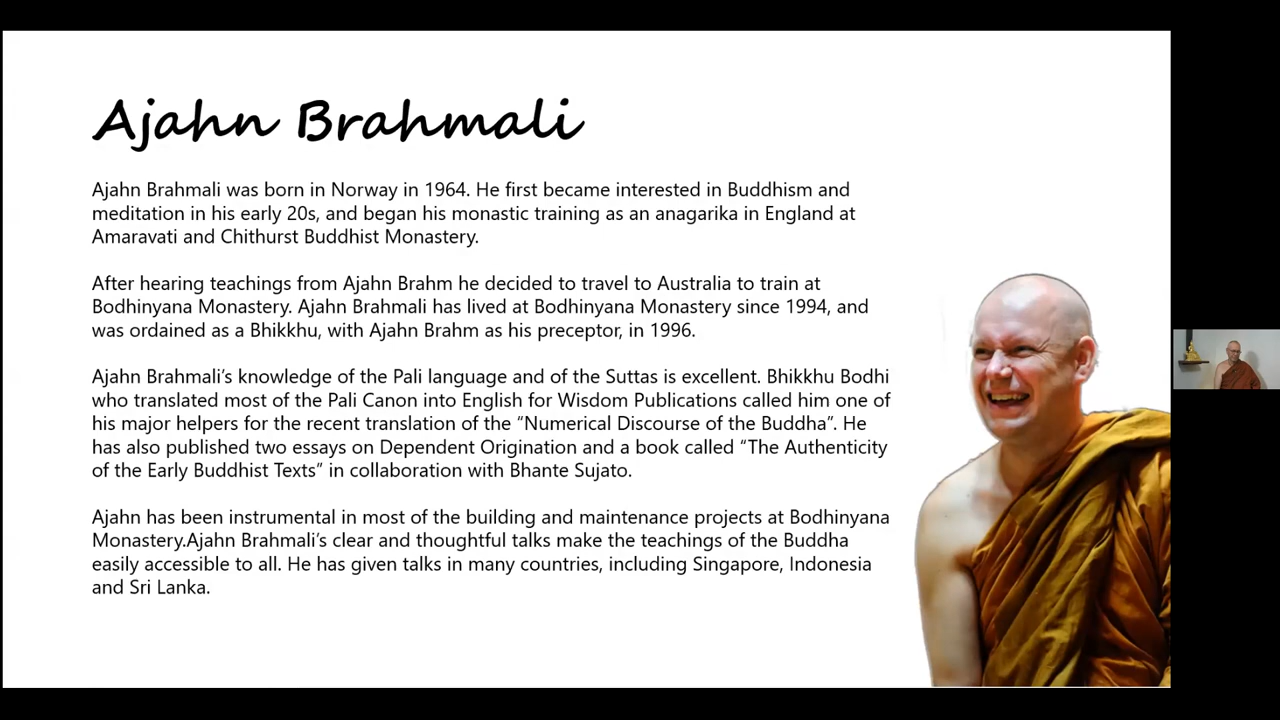 Ajahn Brahmali
Ajahn Brahmali was born in Norway in 1964. He first became interested in Buddhism and
meditation in his early 20s, and began his monastic training as an anagarika in England at
Amaravati and Chithurst Buddhist Monastery.
After hearing teachings from Ajahn Brahm he decided to travel to Australia to train at
Bodhinyana Monastery. Ajahn Brahmali has lived at Bodhinyana Monastery since 1994, and
was ordained as a Bhikkhu, with Ajahn Brahm as his preceptor, in 1996.
Ajahn Brahmali’s knowledge of the Pali language and of the Suttas is excellent. Bhikkhu Bodhi
who translated most of the Pali Canon into English for Wisdom Publications called him one of
his major helpers for the recent translation of the “Numerical Discourse of the Buddha”. He
has also published two essays on Dependent Origination and a book called “The Authenticity
of the Early Buddhist Texts” in collaboration with Bhante Sujato.
Ajahn has been instrumental in most of the building and maintenance projects at Bodhinyana
Monastery.Ajahn Brahmali’s clear and thoughtful talks make the teachings of the Buddha
easily accessible to all. He has given talks in many countries, including Singapore, Indonesia
and Sri Lanka.